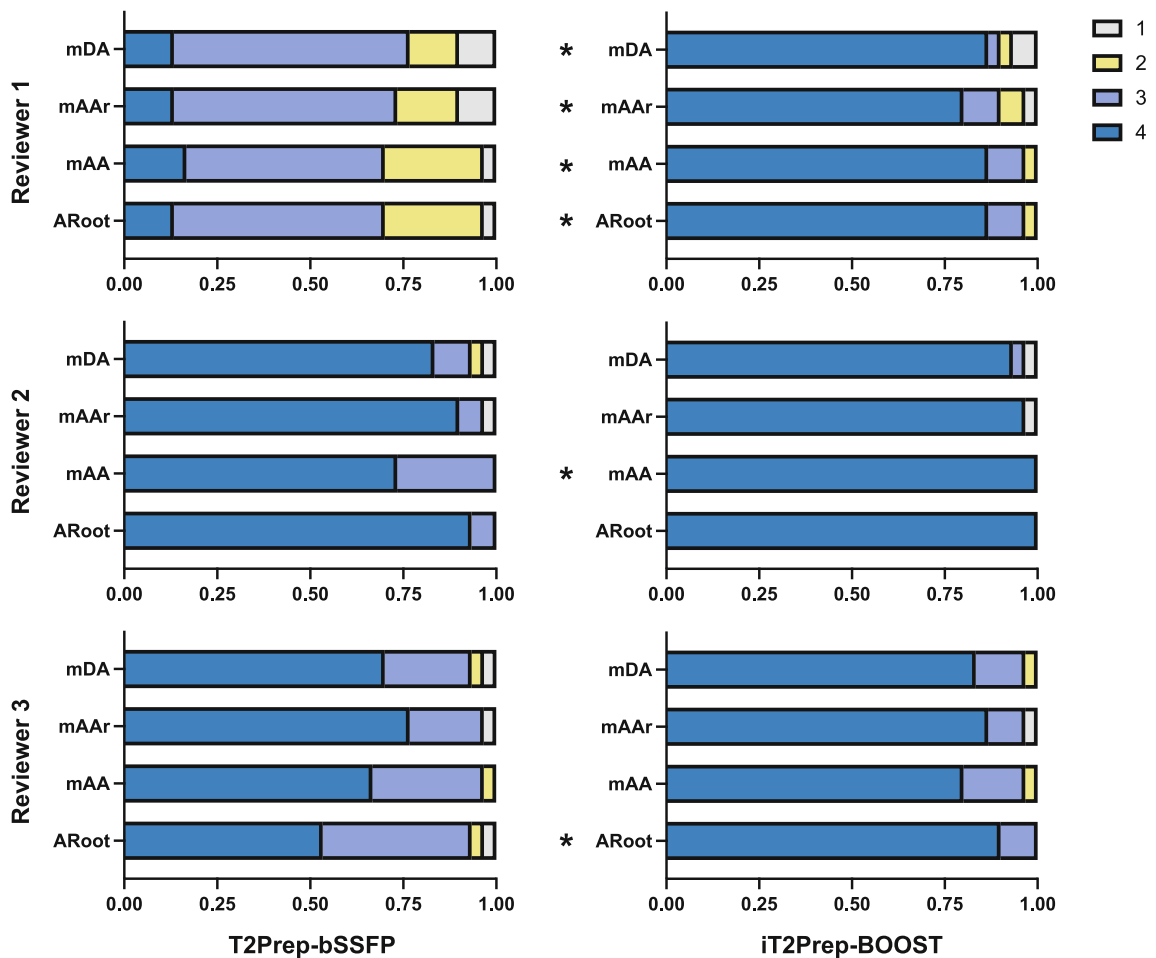 Reviewer 1
mDA
mAAr
mAA
ARoot
0.00 0.25 0.50 0.75 1.00
* mDA
* mAAr
* mAA
* ARoot
0.00 0.25 0.50 0.75 1.00
1
2
3
4
Reviewer 2
mDA
mAAr
mAA
ARoot
0.00 0.25 0.50 0.75 1.00
mDA
mAAr
* mAA
ARoot
0.00 0.25 0.50 0.75 1.00
Reviewer 3
mDA
mAAr
mAA
ARoot
0.00 0.25 0.50 0.75 1.00
T2Prep-bSSFP
mDA
mAAr
mAA
* ARoot
0.00 0.25 0.50 0.75 1.00
iT2Prep-BOOST